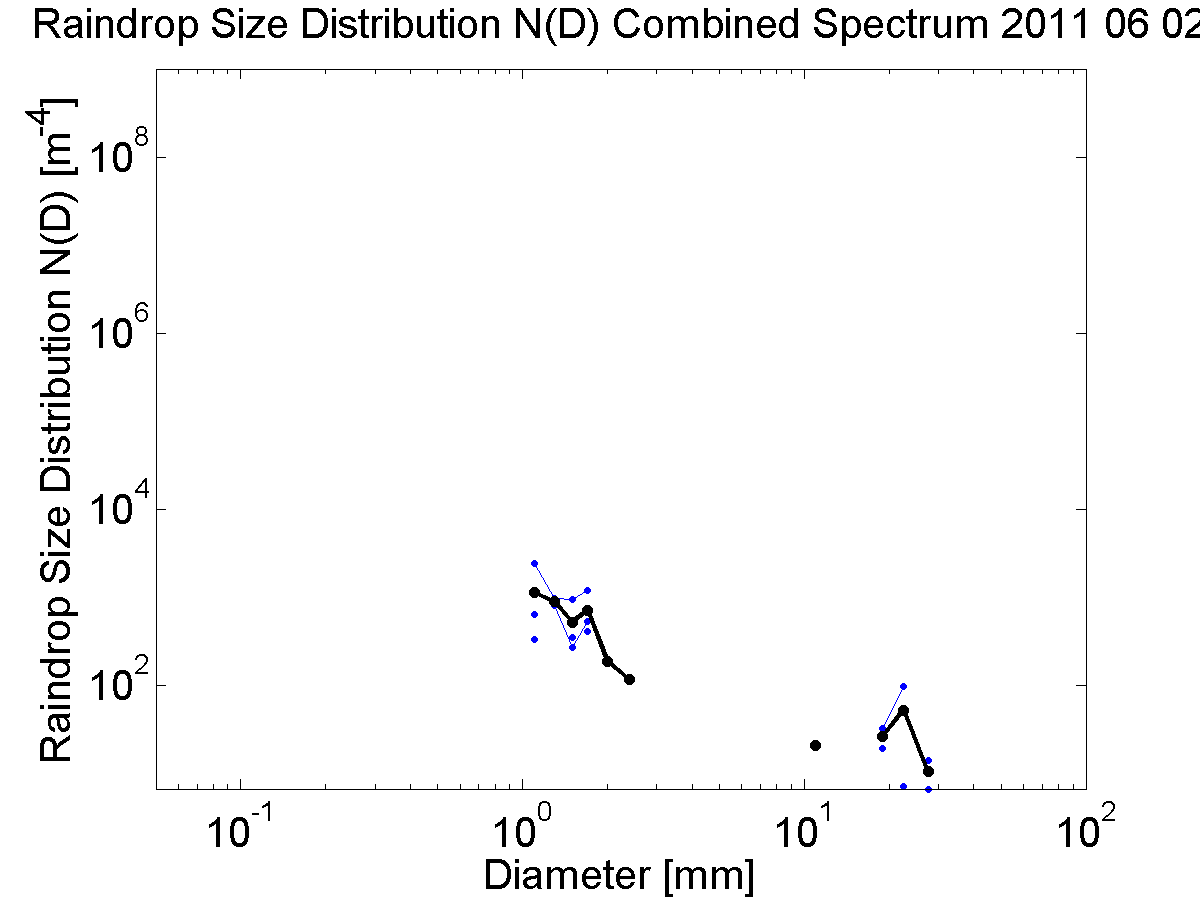 Raindrop Size Distribution N(D) Combined Spectrum 2011 06 02
Raindrop Size Distribution N(D) [m^-4]
10^8
10^6
10^4
10^2
10^-1
10^0
10^1
10^2
Diameter [mm]